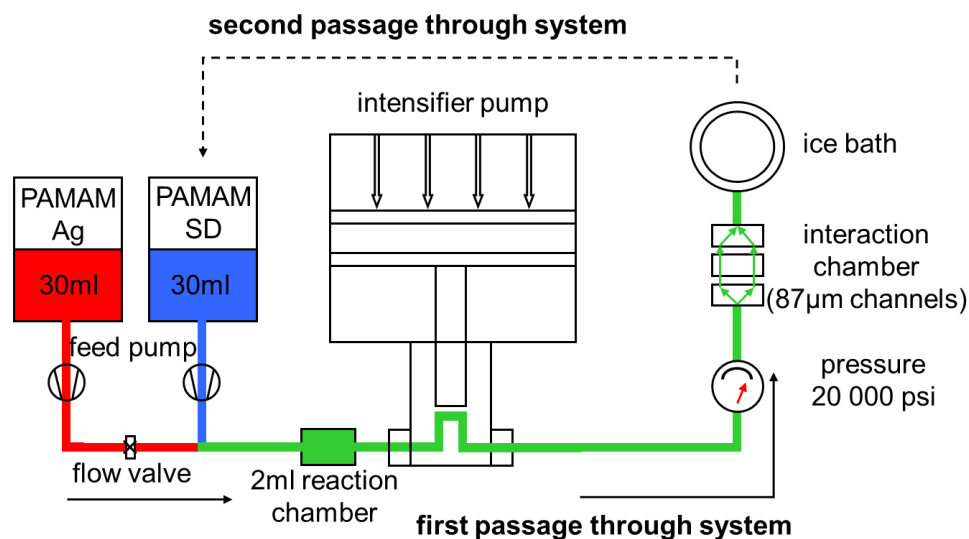 second passage through system
intensifier pump
ice bath
PAMAM
Ag
PAMAM
SD
30ml
30ml
interaction
chamber
(87µm channels)
feed pump
pressure
20 000 psi
flow valve
2ml reaction
chamber
first passage through system